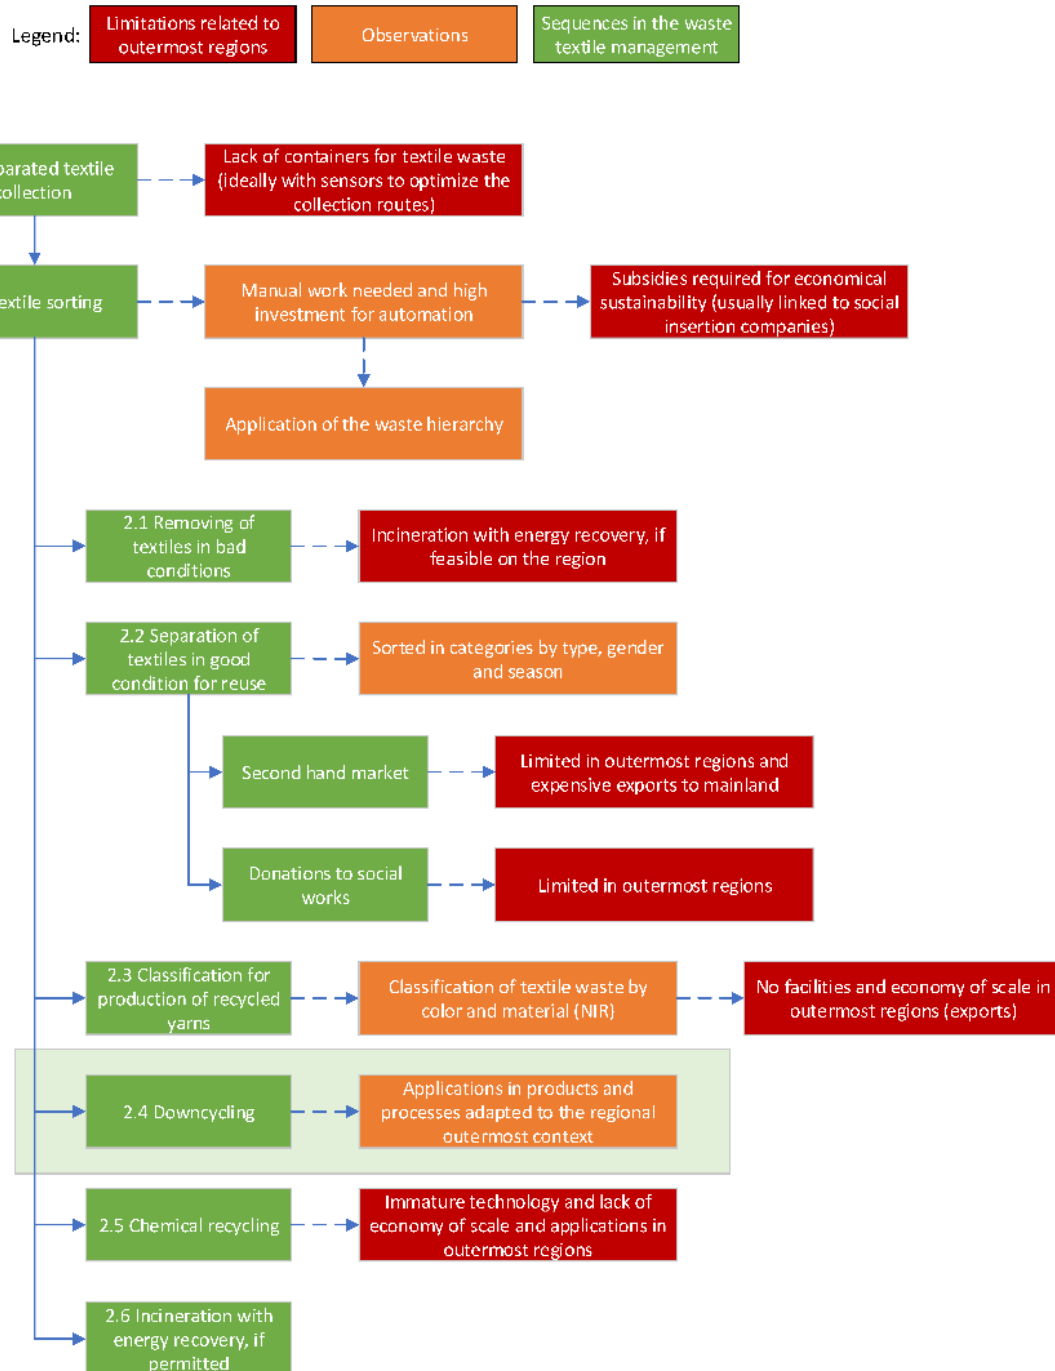 Legend:
Limitations related to
outermost regions
Observations
Sequences in the waste
textile management
parated textile
collection
Lack of containers for textile waste
(ideally with sensors to optimize the
collection routes)
extile sorting
Manual work needed and high
investment for automation
Subsidies required for economical
sustainability (usually linked to social
insertion companies)
Application of the waste hierarchy
2.1 Removing of
textiles in bad
conditions
Incineration with energy recovery, if
feasible on the region
2.2 Separation of
textiles in good
condition for reuse
Sorted in categories by type, gender
and season
Second hand market
Limited in outermost regions and
expensive exports to mainland
Donations to social
works
Limited in outermost regions
2.3 Classification for
production of recycled
yarns
Classification of textile waste by
color and material (NIR)
No facilities and economy of scale in
outermost regions (exports)
2.4 Downcycling
Applications in products and
processes adapted to the regional
outermost context
2.5 Chemical recycling
Immature technology and lack of
economy of scale and applications in
outermost regions
2.6 Incineration with
energy recovery, if
permitted